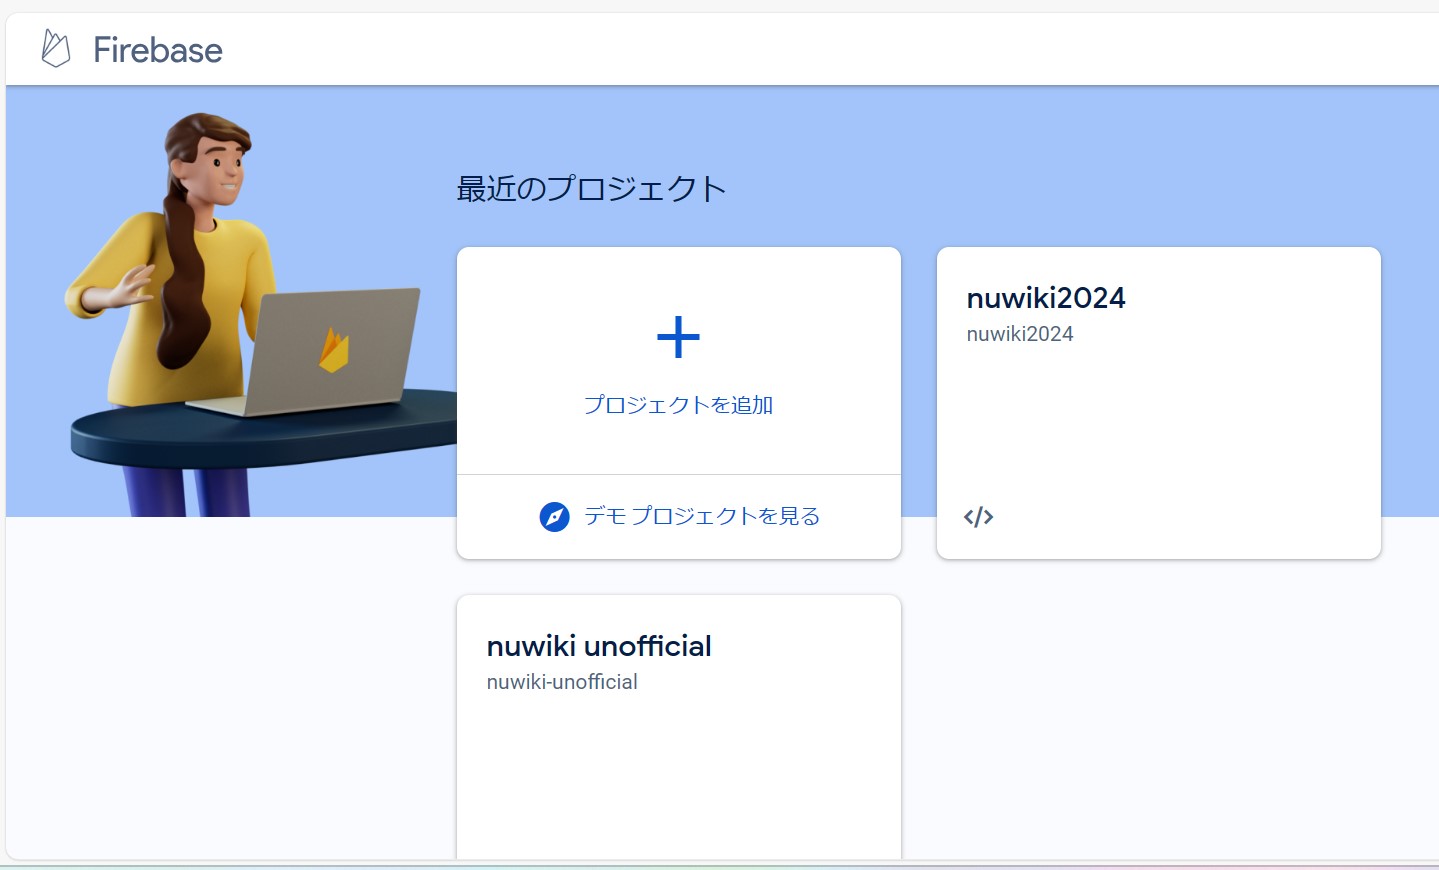 Firebase
最近のプロジェクト
プロジェクトを追加
デモ プロジェクトを見る
nuwiki2024
nuwiki2024
</>
nuwiki unofficial
nuwiki-unofficial